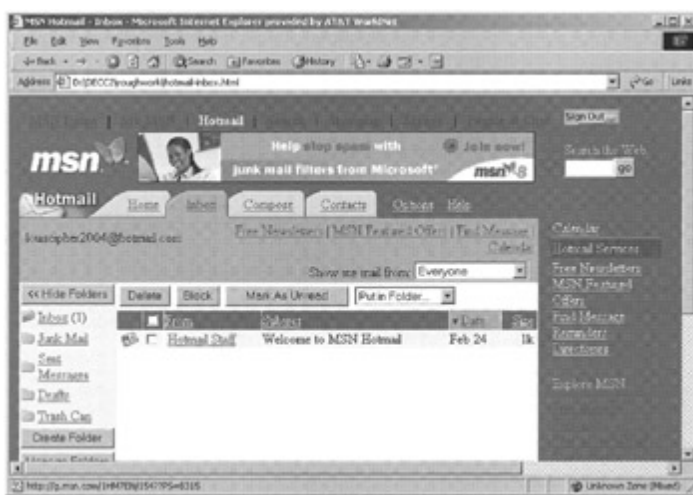 MSN Hotmail - Inbox - Microsoft Internet Explorer provided by AT&T WorldNet
File Edit View Favorites Tools Help
Back Search Favorites History
Address Go Links
Hotmail
Sign Out
msn
Help stop spam with
junk mail filters from Microsoft
Join now!
msn 8
Search the Web
go
Hotmail
Home Inbox Compose Contacts Options Help
@hotmail.com
Free Newsletters | MSN Featured Offers | Find Message |
Calendar
Show me mail from: Everyone
<< Hide Folders Delete Block Mark As Unread Put in Folder...
From Subject Date Size
Hotmail Staff Welcome to MSN Hotmail Feb 24 1k
Inbox (1)
Junk Mail
Sent
Messages
Drafts
Trash Can
Create Folder
Calendar
Hotmail Services
Free Newsletters
MSN Featured
Offers
Find Message
Reminders
Directories
Explore MSN
Unknown Zone (Mixed)